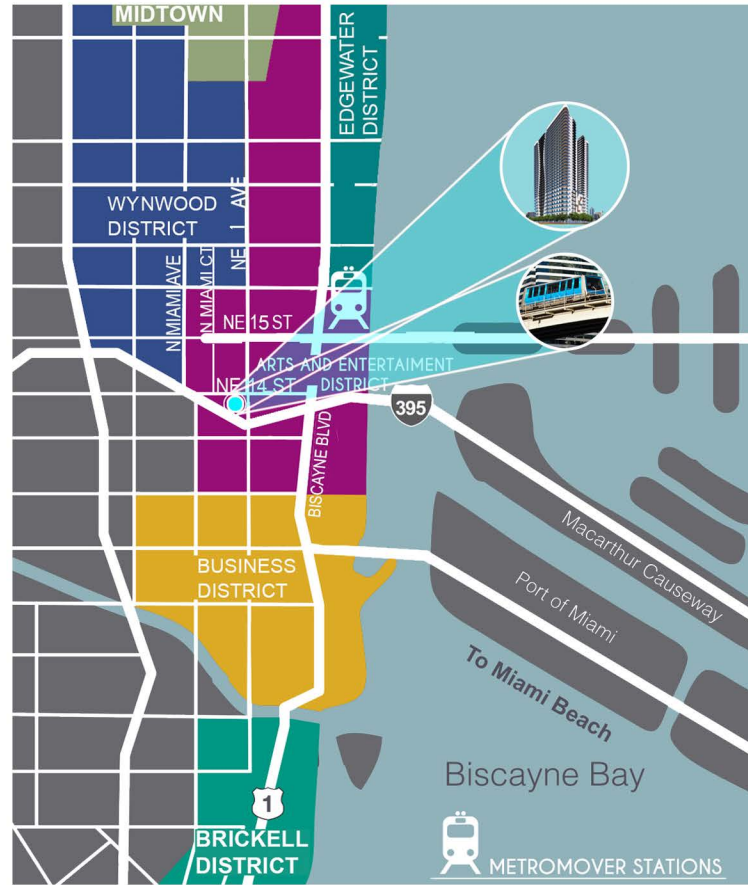 MIDTOWN
EDGEWATER
DISTRICT
WYNWOOD
DISTRICT
NE 1 AVE
N MIAMI AVE
N MIAMI CT
NE 15 ST
ARTS AND ENTERTAIMENT
DISTRICT
NE 14 ST
395
BISCAYNE BLVD
Macarthur Causeway
BUSINESS
DISTRICT
Port of Miami
To Miami Beach
Biscayne Bay
1
BRICKELL
DISTRICT
METROMOVER STATIONS